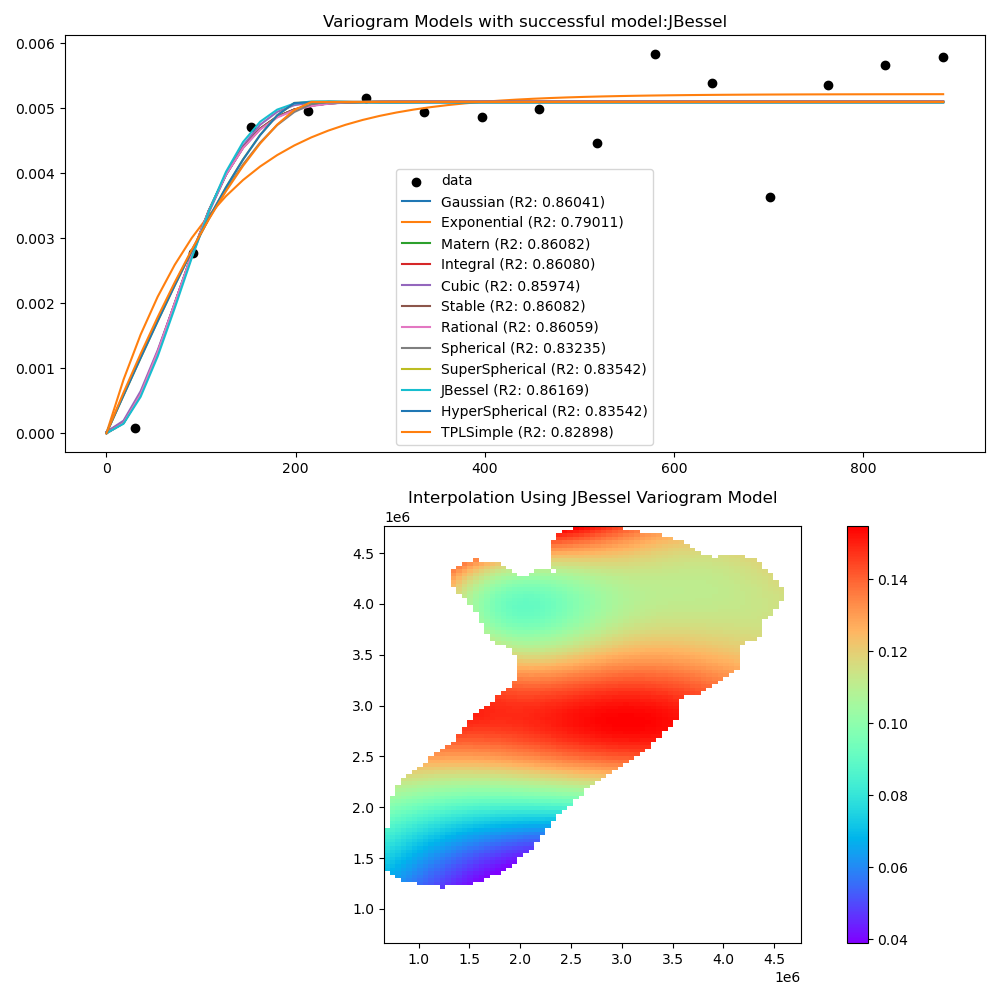 Variogram Models with successful model:JBessel
0.006
0.005
0.004
0.003
0.002
0.001
0.000
data
Gaussian (R2: 0.86041)
Exponential (R2: 0.79011)
Matern (R2: 0.86082)
Integral (R2: 0.86080)
Cubic (R2: 0.85974)
Stable (R2: 0.86082)
Rational (R2: 0.86059)
Spherical (R2: 0.83235)
SuperSpherical (R2: 0.83542)
JBessel (R2: 0.86169)
HyperSpherical (R2: 0.83542)
TPLSimple (R2: 0.82898)
0 200 400 600 800
Interpolation Using JBessel Variogram Model
1e6
4.5
4.0
3.5
3.0
2.5
2.0
1.5
1.0
1.0 1.5 2.0 2.5 3.0 3.5 4.0 4.5
1e6
0.14
0.12
0.10
0.08
0.06
0.04